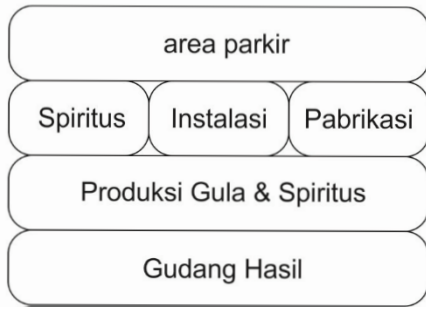 area parkir
Spiritus Instalasi Pabrikasi
Produksi Gula & Spiritus
Gudang Hasil